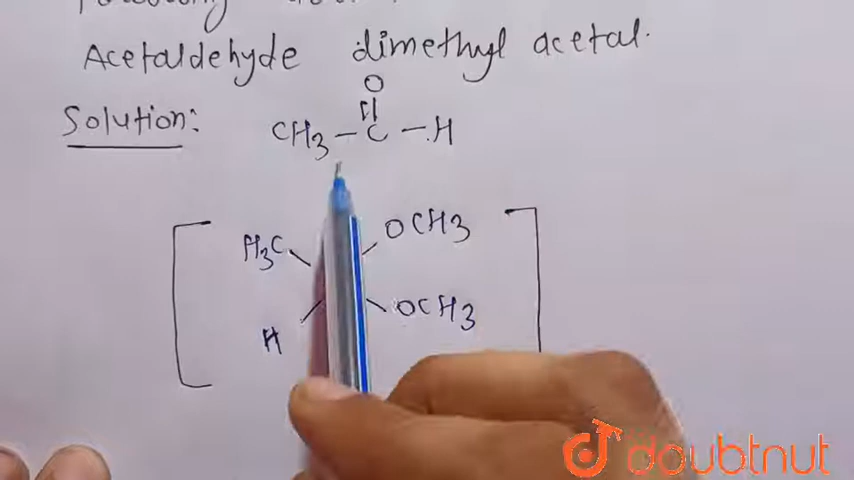 Acetaldehyde dimethyl acetal.
Solution:
O
CH3 – C – H
H3C OCH3
H OCH3
doubtnut